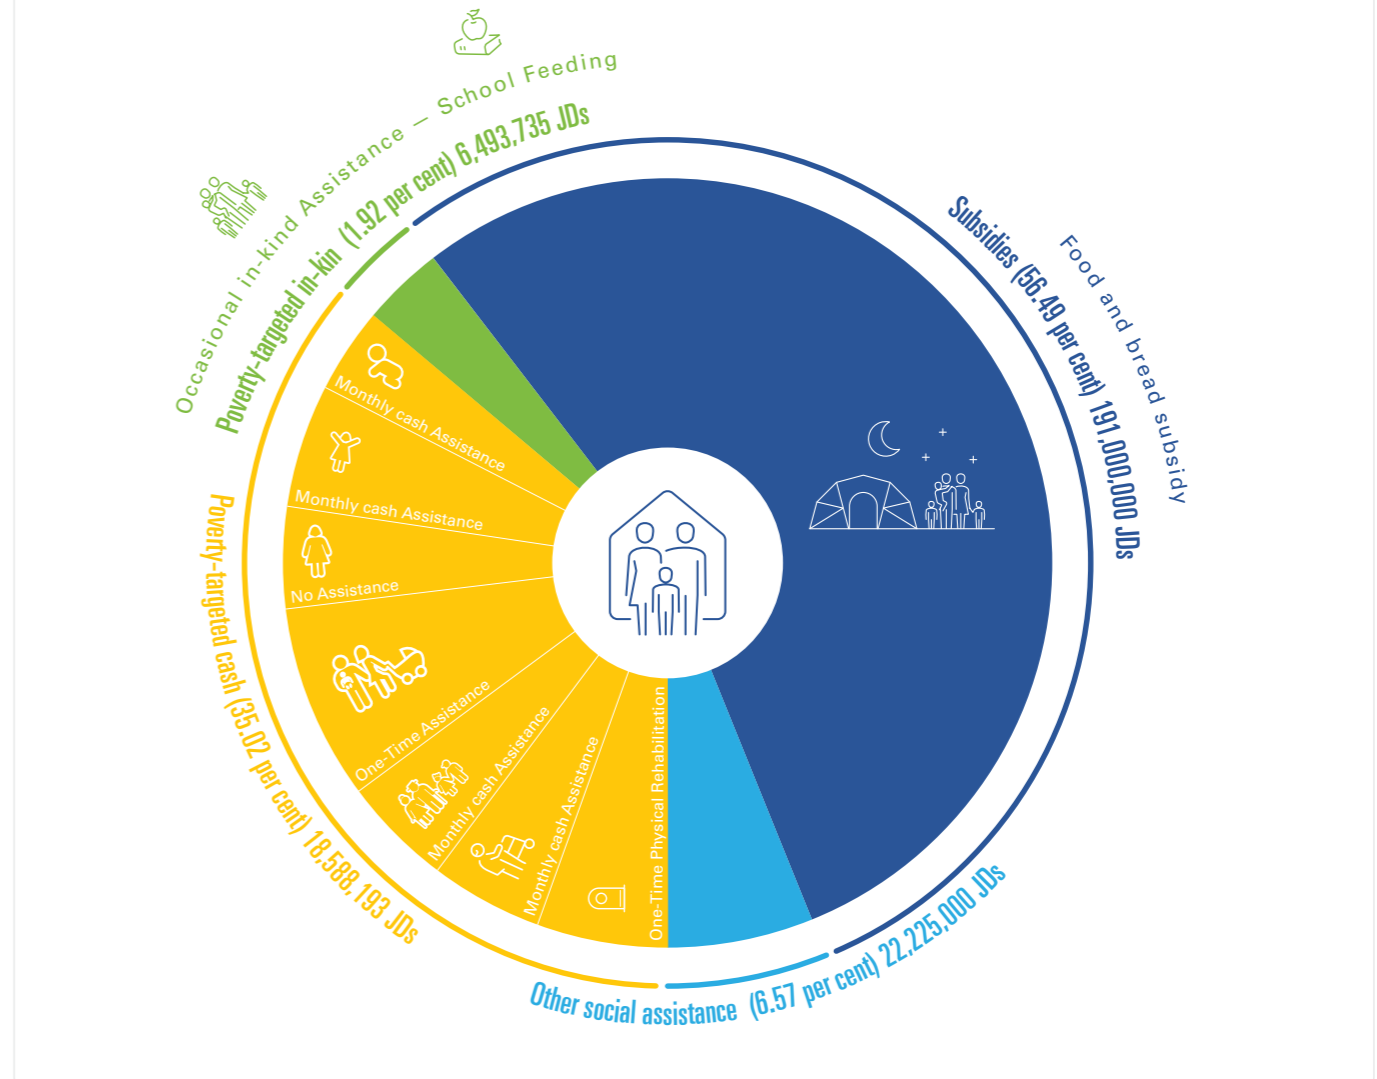 Occasional in-kind Assistance — School Feeding
Poverty-targeted in-kin (1.92 per cent) 6,493,735 JDs
Food and bread subsidy
Subsidies (56.49 per cent) 191,000,000 JDs
Monthly cash Assistance
Monthly cash Assistance
No Assistance
One-Time Assistance
Monthly cash Assistance
Monthly cash Assistance
One-Time Physical Rehabilitation
Poverty-targeted cash (35.02 per cent) 18,588,193 JDs
Other social assistance (6.57 per cent) 22,225,000 JDs